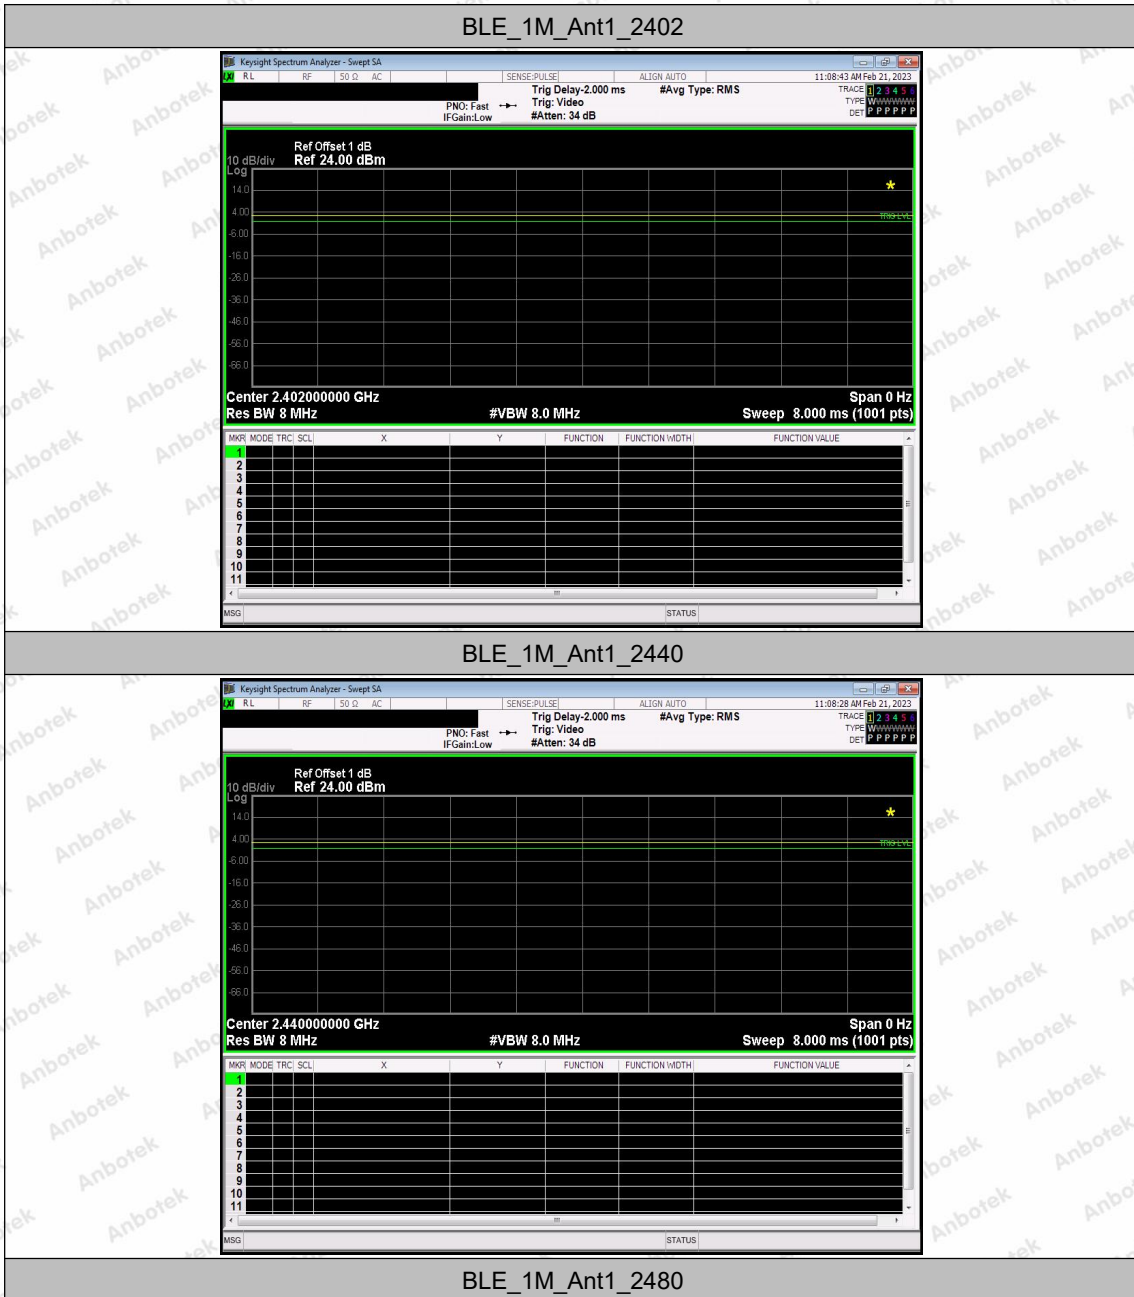 BLE_1M_Ant1_2402
Keysight Spectrum Analyzer - Swept SA
LXI RL RF 50 Ω AC SENSE:PULSE ALIGN AUTO 11:08:43 AM Feb 21, 2023
Trig Delay-2.000 ms #Avg Type: RMS TRACE 1 2 3 4 5 6
PNO: Fast Trig: Video TYPE WWWWWW
IFGain:Low #Atten: 34 dB DET P P P P P P
Ref Offset 1 dB
10 dB/div Ref 24.00 dBm
Log
14.0
4.00
TRIG LVL
-6.00
-16.0
-26.0
-36.0
-46.0
-56.0
-66.0
Center 2.402000000 GHz Span 0 Hz
Res BW 8 MHz #VBW 8.0 MHz Sweep 8.000 ms (1001 pts)
MKR MODE TRC SCL X Y FUNCTION FUNCTION WIDTH FUNCTION VALUE
1
2
3
4
5
6
7
8
9
10
11
MSG STATUS
BLE_1M_Ant1_2440
Keysight Spectrum Analyzer - Swept SA
LXI RL RF 50 Ω AC SENSE:PULSE ALIGN AUTO 11:08:28 AM Feb 21, 2023
Trig Delay-2.000 ms #Avg Type: RMS TRACE 1 2 3 4 5 6
PNO: Fast Trig: Video TYPE WWWWWW
IFGain:Low #Atten: 34 dB DET P P P P P P
Ref Offset 1 dB
10 dB/div Ref 24.00 dBm
Log
14.0
4.00
TRIG LVL
-6.00
-16.0
-26.0
-36.0
-46.0
-56.0
-66.0
Center 2.440000000 GHz Span 0 Hz
Res BW 8 MHz #VBW 8.0 MHz Sweep 8.000 ms (1001 pts)
MKR MODE TRC SCL X Y FUNCTION FUNCTION WIDTH FUNCTION VALUE
1
2
3
4
5
6
7
8
9
10
11
MSG STATUS
BLE_1M_Ant1_2480